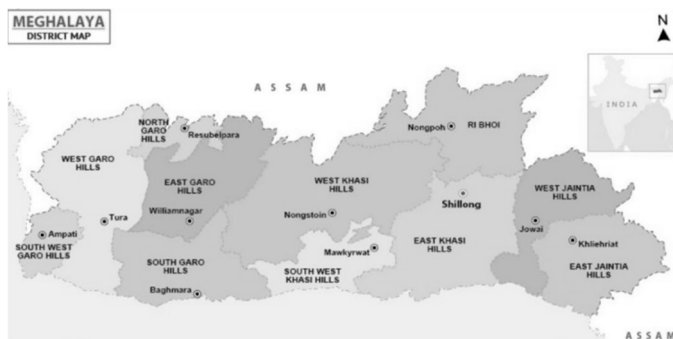 MEGHALAYA
DISTRICT MAP
N
ASSAM
INDIA
NORTH
GARO
HILLS
Resubelpara
Nongpoh
RI BHOI
WEST GARO
HILLS
EAST GARO
HILLS
WEST KHASI
HILLS
WEST JAINTIA
HILLS
Shillong
Williamnagar
Tura
Nongstoin
Jowai
Ampati
SOUTH WEST
GARO HILLS
Mawkyrwat
EAST KHASI
HILLS
Khliehriat
SOUTH GARO
HILLS
SOUTH WEST
KHASI HILLS
EAST JAINTIA
HILLS
Baghmara
ASSAM